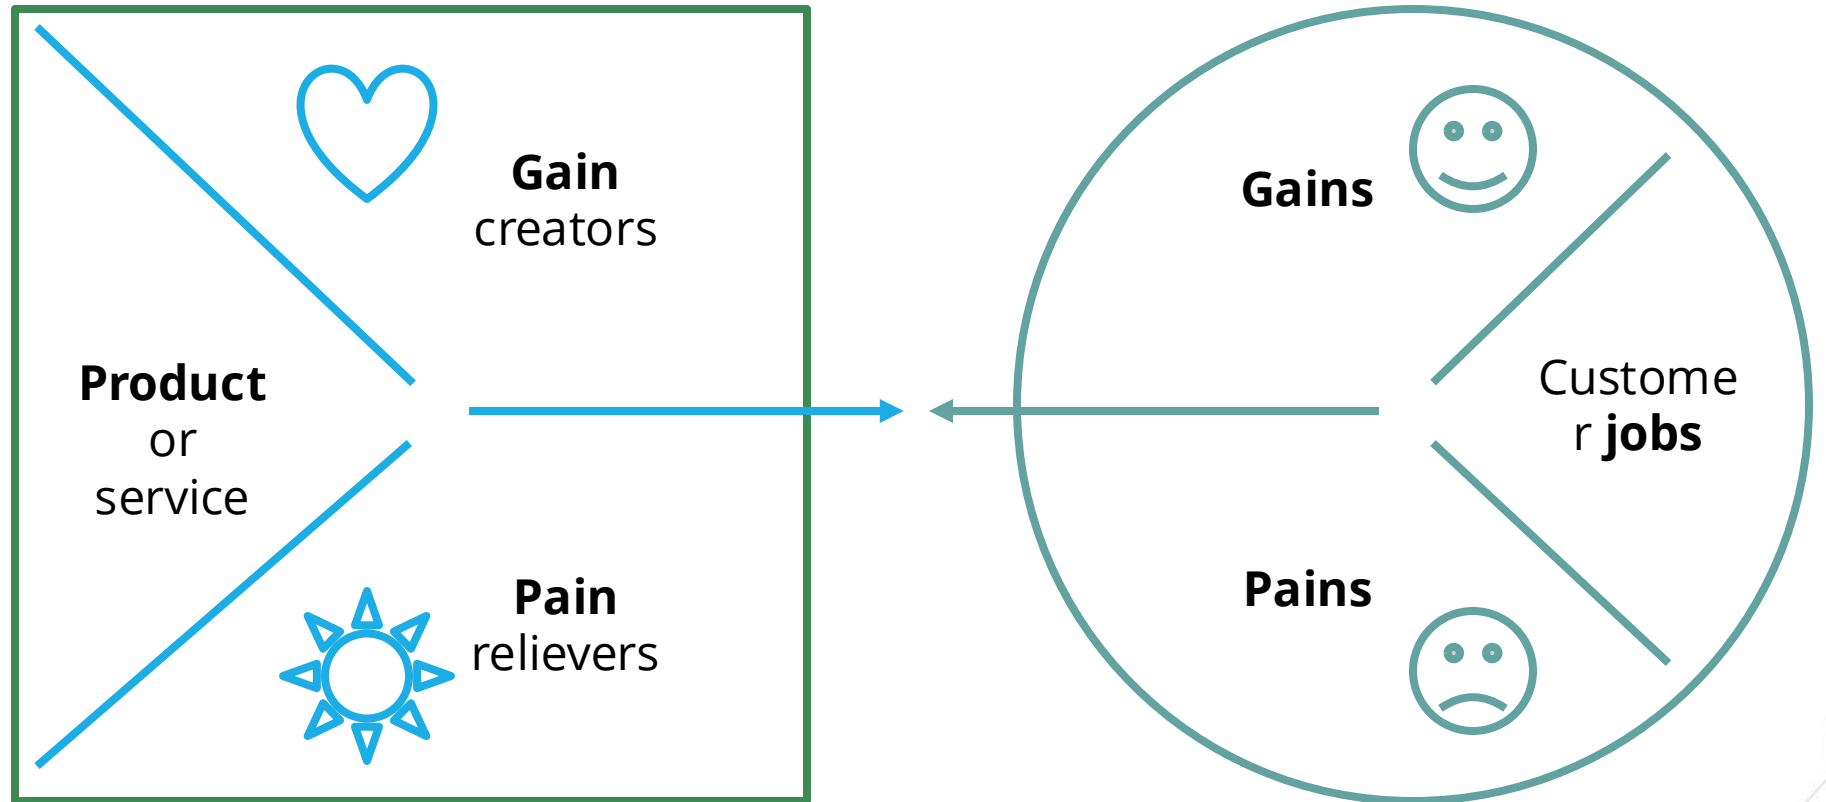 Gain
creators
Product
or
service
Pain
relievers
Gains
Custome
r jobs
Pains